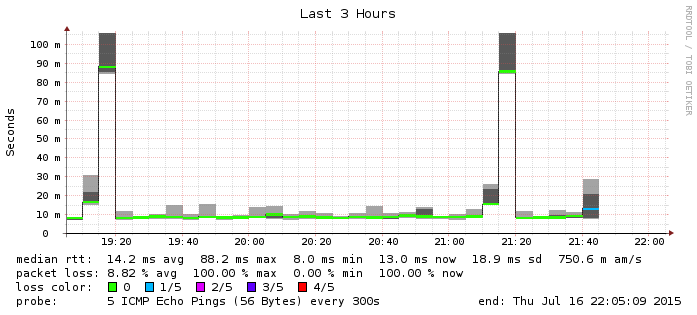 Last 3 Hours
RRDTOOL / TOBI OETIKER
Seconds
100 m
90 m
80 m
70 m
60 m
50 m
40 m
30 m
20 m
10 m
0
19:20 19:40 20:00 20:20 20:40 21:00 21:20 21:40 22:00
median rtt: 14.2 ms avg 88.2 ms max 8.0 ms min 13.0 ms now 18.9 ms sd 750.6 m am/s
packet loss: 8.82 % avg 100.00 % max 0.00 % min 100.00 % now
loss color: 0 1/5 2/5 3/5 4/5
probe: 5 ICMP Echo Pings (56 Bytes) every 300s end: Thu Jul 16 22:05:09 2015